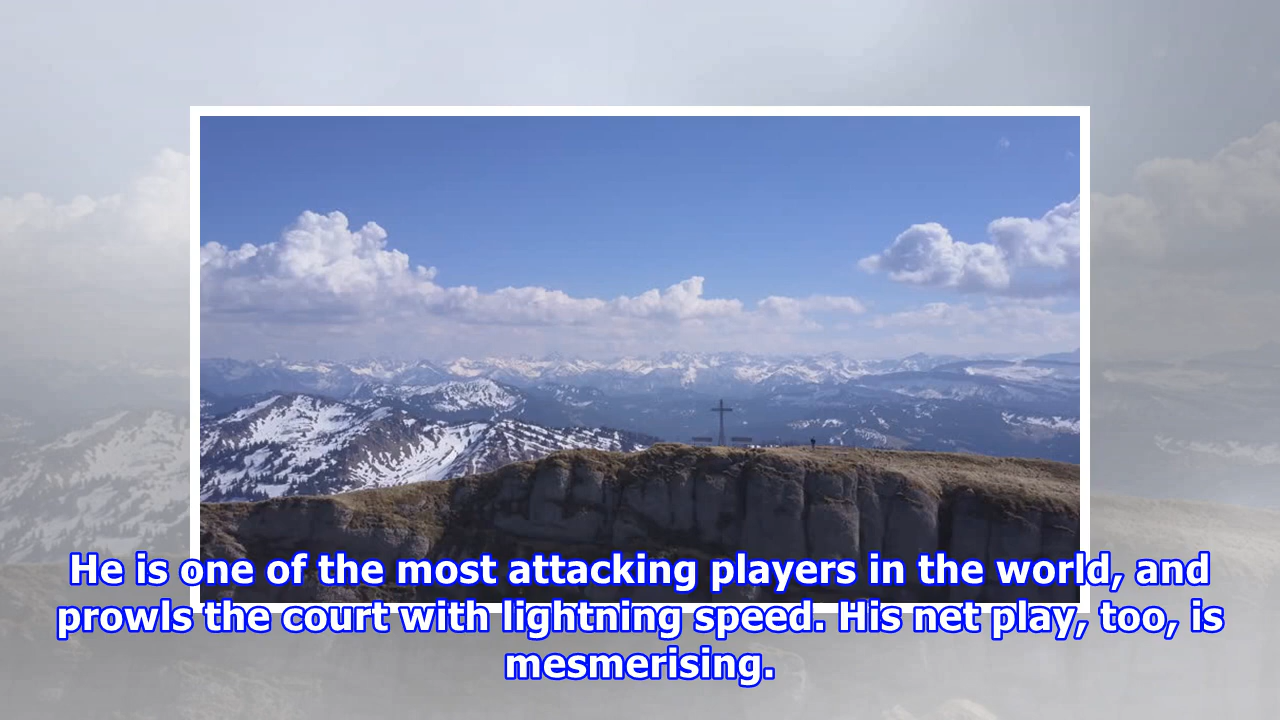 He is one of the most attacking players in the world, and
prowls the court with lightning speed. His net play, too, is
mesmerising.